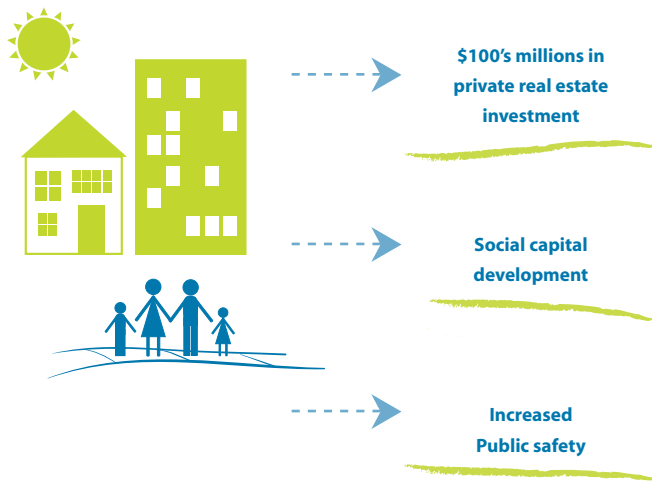 $100’s millions in
private real estate
investment
Social capital
development
Increased
Public safety